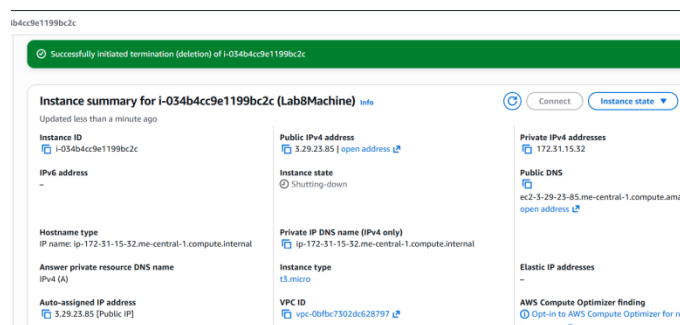 34b4cc9e1199bc2c
Successfully initiated termination (deletion) of i-034b4cc9e1199bc2c
Instance summary for i-034b4cc9e1199bc2c (Lab8Machine) Info
Connect
Instance state
Updated less than a minute ago
Instance ID
i-034b4cc9e1199bc2c
Public IPv4 address
3.29.23.85 | open address
Private IPv4 addresses
172.31.15.32
IPv6 address
–
Instance state
Shutting-down
Public DNS
ec2-3-29-23-85.me-central-1.compute.ama
open address
Hostname type
IP name: ip-172-31-15-32.me-central-1.compute.internal
Private IP DNS name (IPv4 only)
ip-172-31-15-32.me-central-1.compute.internal
Answer private resource DNS name
IPv4 (A)
Instance type
t3.micro
Elastic IP addresses
–
Auto-assigned IP address
3.29.23.85 [Public IP]
VPC ID
vpc-0bfbc7302dc628797
AWS Compute Optimizer finding
Opt-in to AWS Compute Optimizer for re